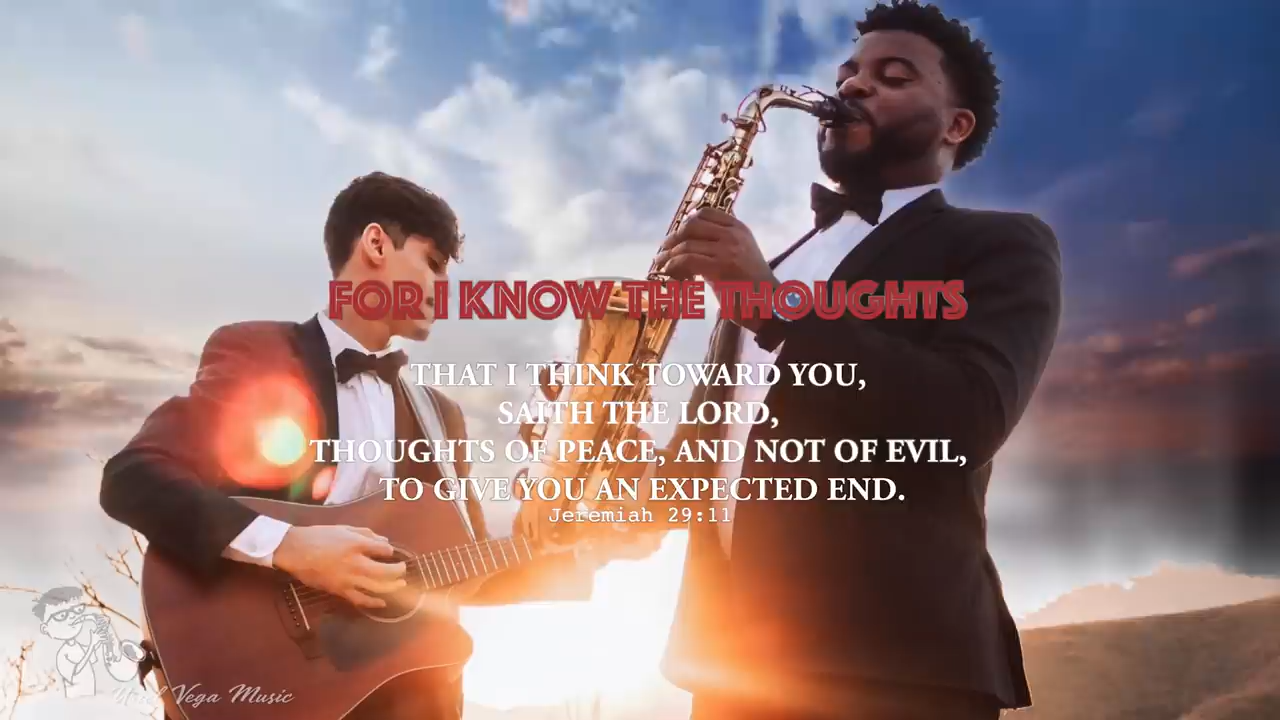 FOR I KNOW THE THOUGHTS
THAT I THINK TOWARD YOU,
SAITH THE LORD,
THOUGHTS OF PEACE, AND NOT OF EVIL,
TO GIVE YOU AN EXPECTED END.
Jeremiah 29:11
Vega Music